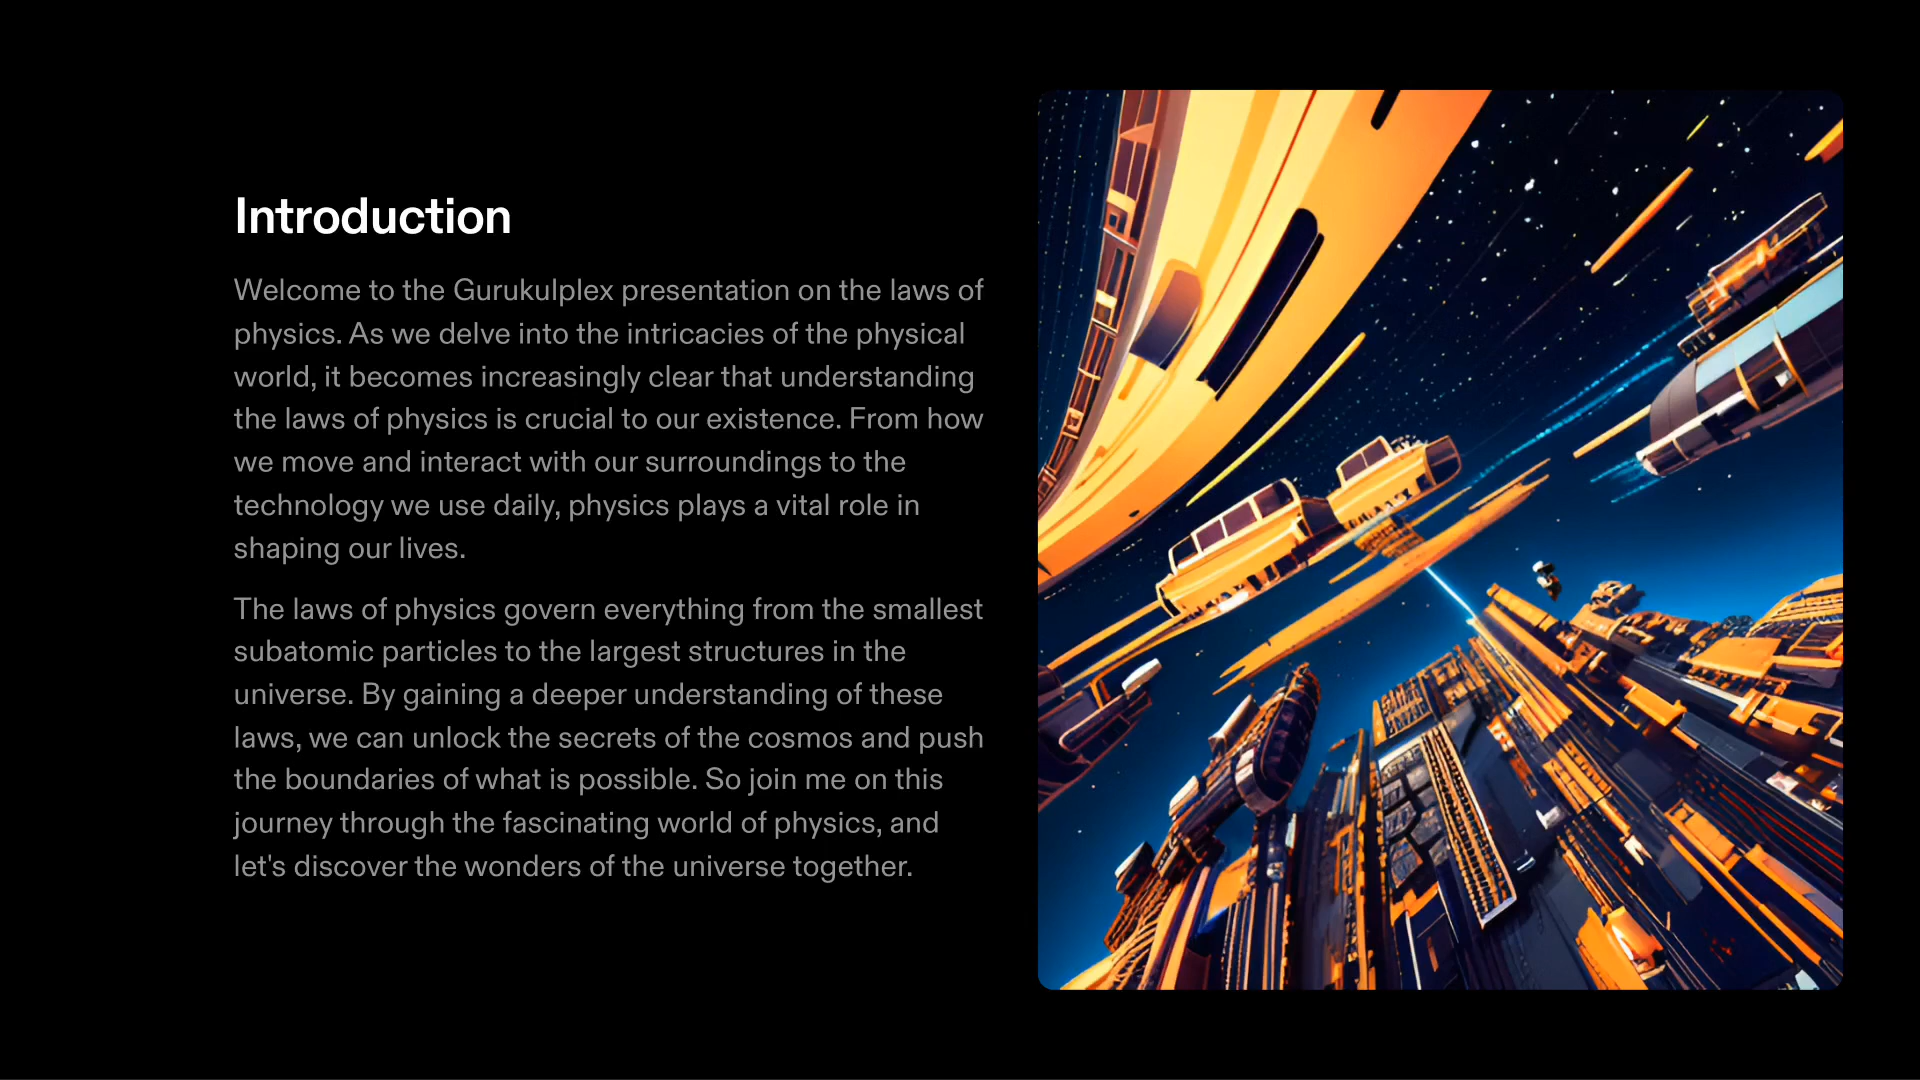 Introduction
Welcome to the Gurukulplex presentation on the laws of
physics. As we delve into the intricacies of the physical
world, it becomes increasingly clear that understanding
the laws of physics is crucial to our existence. From how
we move and interact with our surroundings to the
technology we use daily, physics plays a vital role in
shaping our lives.
The laws of physics govern everything from the smallest
subatomic particles to the largest structures in the
universe. By gaining a deeper understanding of these
laws, we can unlock the secrets of the cosmos and push
the boundaries of what is possible. So join me on this
journey through the fascinating world of physics, and
let's discover the wonders of the universe together.